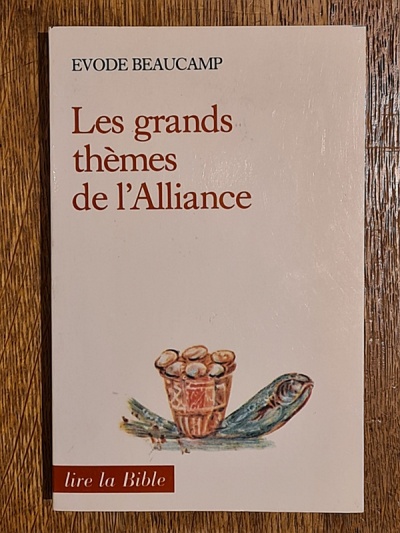 EVODE BEAUCAMP
Les grands
thèmes
de l'Alliance
lire la Bible